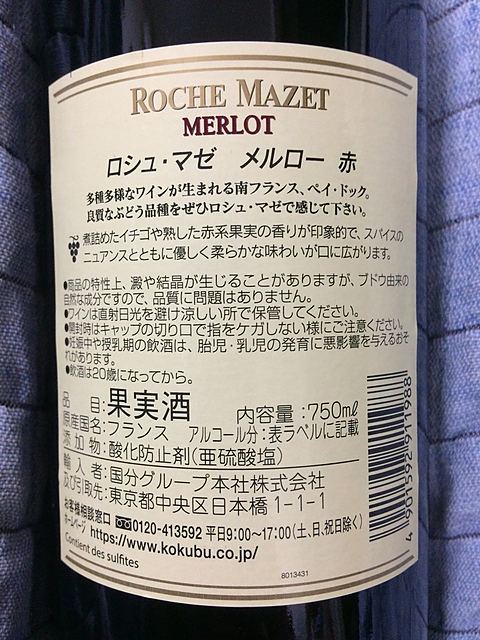 ROCHE MAZET
MERLOT
ロシュ・マゼ　メルロー 赤
多種多様なワインが生まれる南フランス、ペイ・ドック。
良質なぶどう品種をぜひロシュ・マゼで感じて下さい。
煮詰めたイチゴや熟した赤系果実の香りが印象的で、スパイスの
ニュアンスとともに優しく柔らかな味わいが口に広がります。
●商品の特性上、澱や結晶が生じることがありますが、ブドウ由来の
自然な成分ですので、品質に問題はありません。
●ワインは直射日光を避け涼しい所で保管してください。
●開封時はキャップの切り口で指をケガしない様にご注意ください。
●妊娠中や授乳期の飲酒は、胎児・乳児の発育に悪影響を与えるおそ
れがあります。
●飲酒は20歳になってから。
品　目:果実酒　内容量:750mℓ
原産国名:フランス　アルコール分:表ラベルに記載
添加物:酸化防止剤(亜硫酸塩)
輸入者:国分グループ本社株式会社
及び引取先:東京都中央区日本橋1-1-1
お客様相談窓口 0120-413592 平日9:00〜17:00(土、日、祝日除く)
ホームページ https://www.kokubu.co.jp/
Contient des sulfites
8013431
4 901592 911988